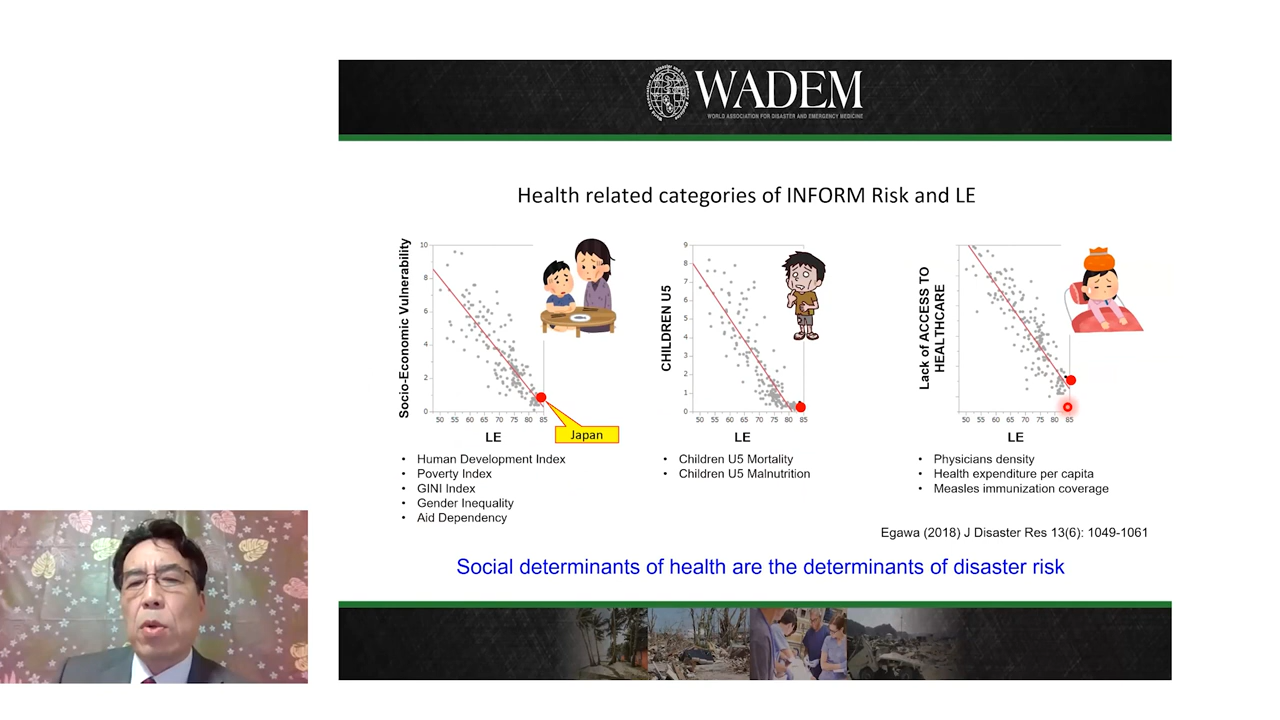 WADEM
WORLD ASSOCIATION FOR DISASTER AND EMERGENCY MEDICINE
Health related categories of INFORM Risk and LE
Socio-Economic Vulnerability
10
8
6
4
2
0
50 55 60 65 70 75 80 85
LE
Japan
Human Development Index
Poverty Index
GINI Index
Gender Inequality
Aid Dependency
CHILDREN U5
9
8
7
6
5
4
3
2
1
0
50 55 60 65 70 75 80 85
LE
Children U5 Mortality
Children U5 Malnutrition
Lack of ACCESS TO
HEALTHCARE
50 55 60 65 70 75 80 85
LE
Physicians density
Health expenditure per capita
Measles immunization coverage
Egawa (2018) J Disaster Res 13(6): 1049-1061
Social determinants of health are the determinants of disaster risk